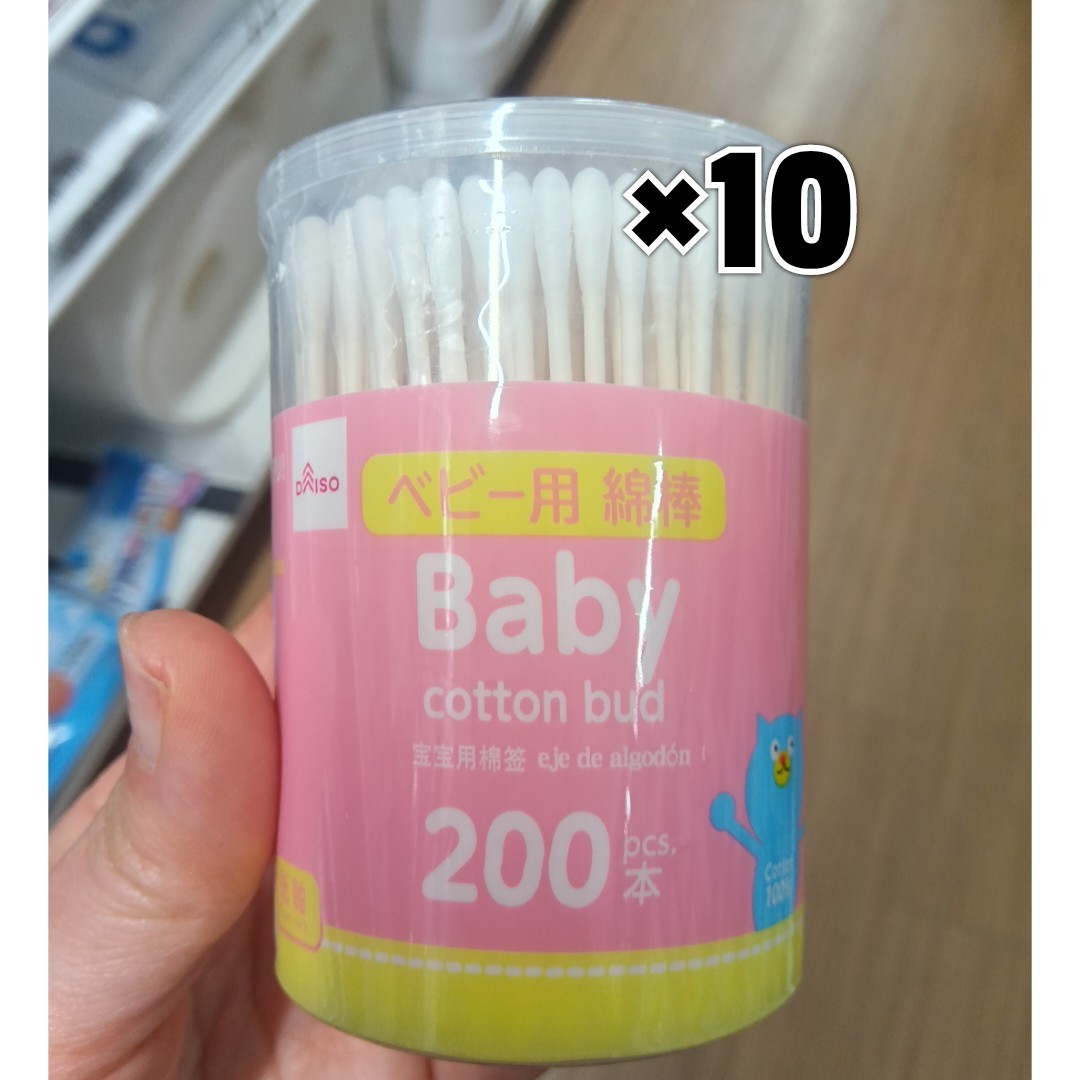 ×10
DAISO
ベビー用 綿棒
Baby
cotton bud
宝宝用棉签 eje de algodón
200 pcs.
本
Cotton
100%